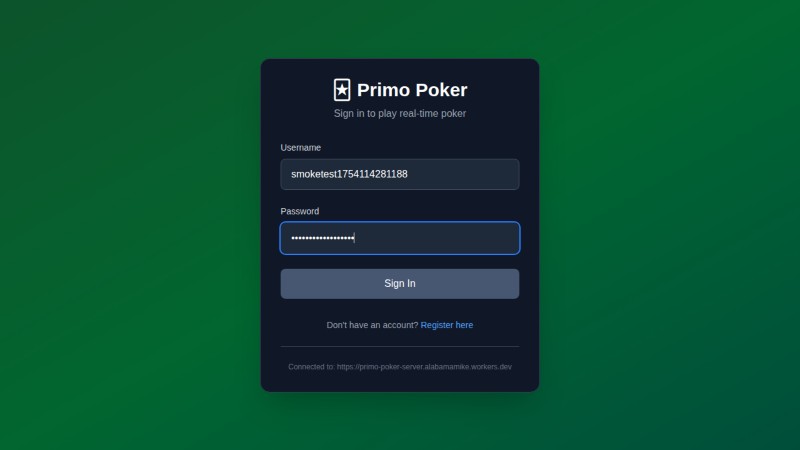 Primo Poker
Sign in to play real-time poker
Username
smoketest1754114281188
Password
••••••••••••••••••
Sign In
Don't have an account? Register here
Connected to: https://primo-poker-server.alabamamike.workers.dev